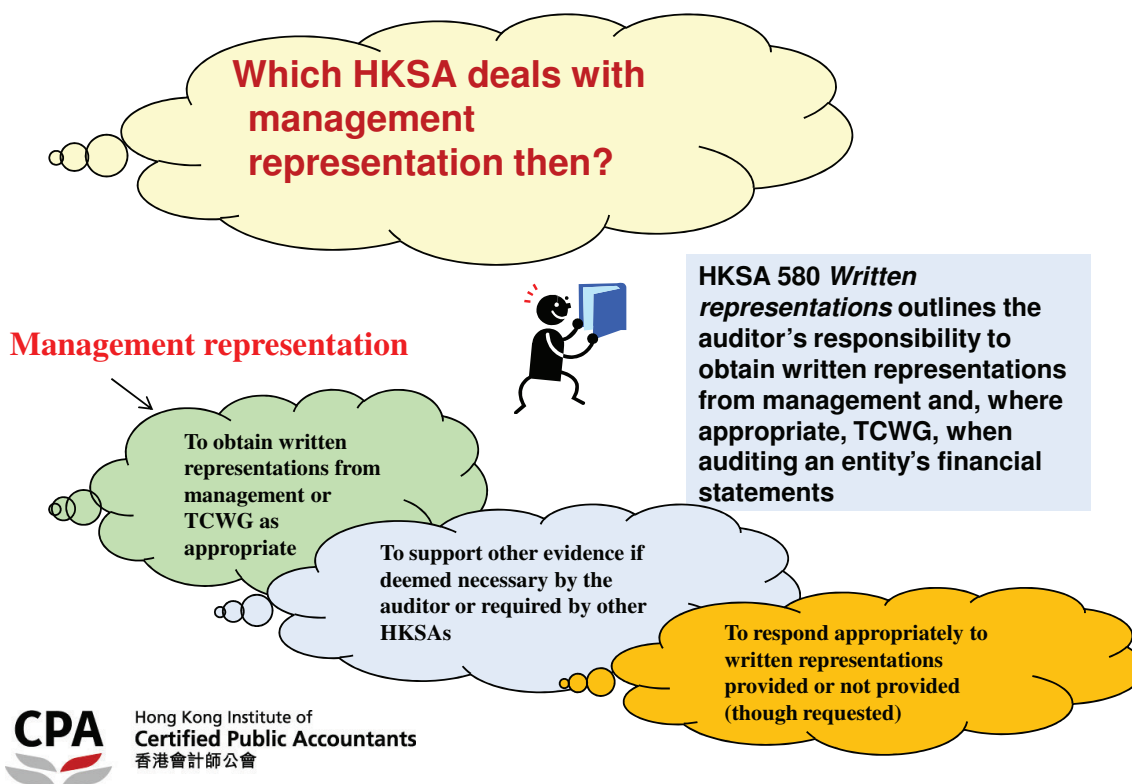 Which HKSA deals with
management
representation then?
HKSA 580 Written
representations outlines the
auditor’s responsibility to
obtain written representations
from management and, where
appropriate, TCWG, when
auditing an entity’s financial
statements
Management representation
To obtain written
representations from
management or
TCWG as
appropriate
To support other evidence if
deemed necessary by the
auditor or required by other
HKSAs
To respond appropriately to
written representations
provided or not provided
(though requested)
CPA
Hong Kong Institute of
Certified Public Accountants
香港會計師公會